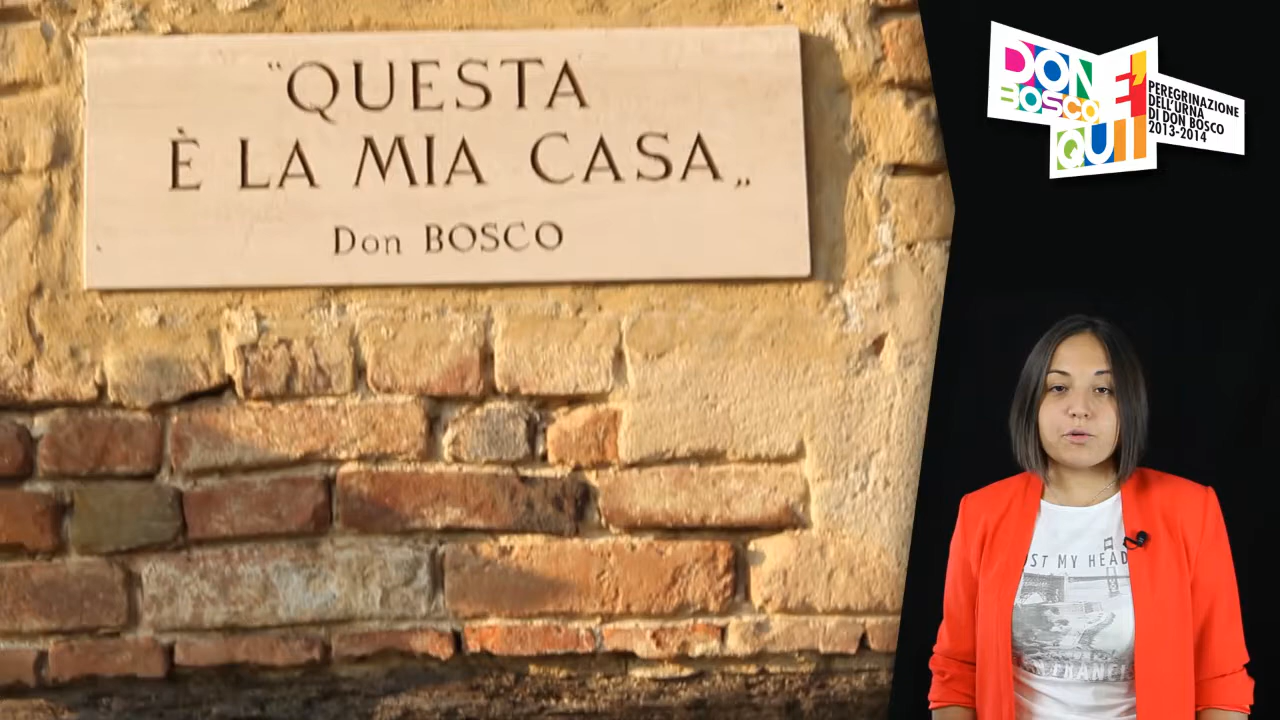 "QUESTA
È LA MIA CASA„
Don BOSCO
DON
BOSCO
E'
QUI
PEREGRINAZIONE
DELL'URNA
DI DON BOSCO
2013-2014
ST MY HEAD
FRANCI